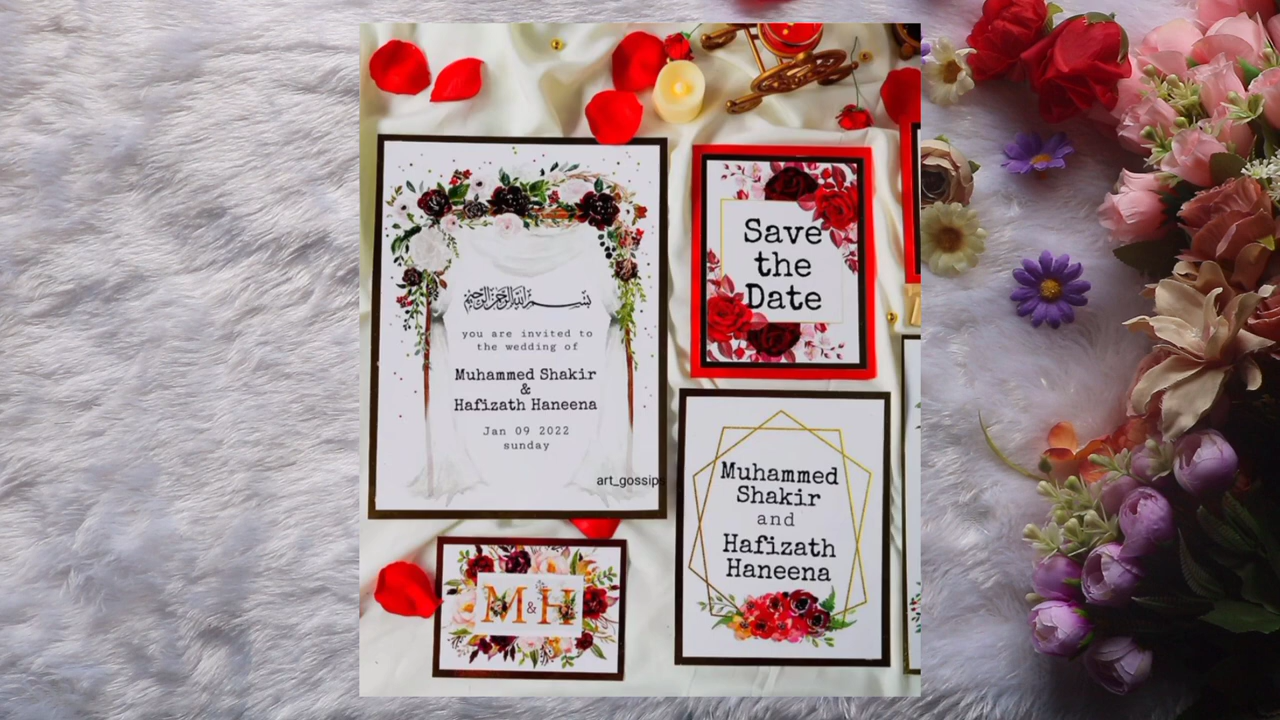 بسم الله الرحمن الرحيم
you are invited to
the wedding of
Muhammed Shakir
&
Hafizath Haneena
Jan 09 2022
sunday
art_gossips
Save
the
Date
Muhammed
Shakir
and
Hafizath
Haneena
M&H